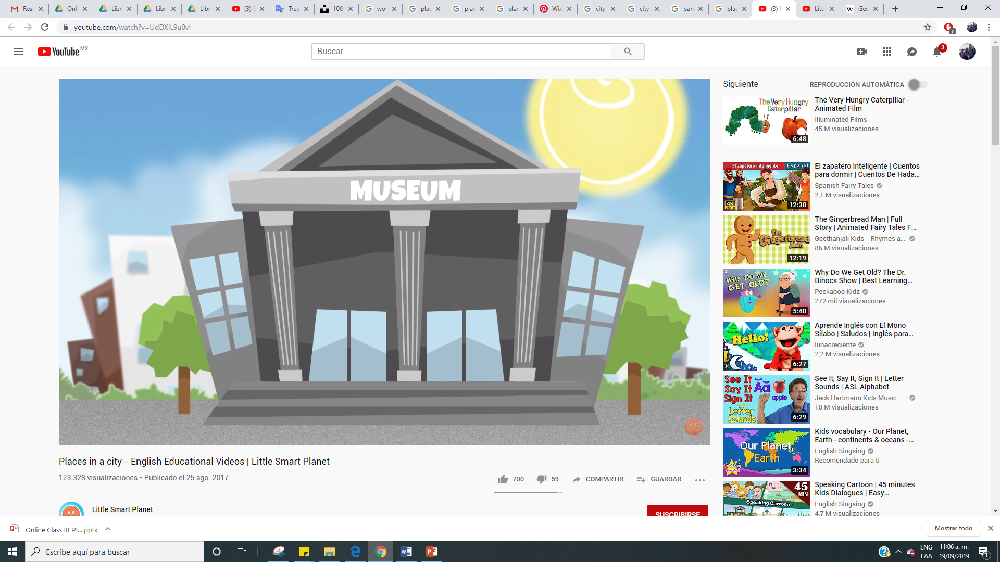 Resu
Onli
Libr
Libr
Libr
(3) S
Trad
100
wor
plac
plac
plac
Wix
city
city
part
plac
(3) P
Littl
Geo
youtube.com/watch?v=UdDXIL9u0vI
7
YouTube MX
Buscar
3
MUSEUM
Siguiente
REPRODUCCIÓN AUTOMÁTICA
The Very Hungry Caterpillar
6:48
The Very Hungry Caterpillar -
Animated Film
Illuminated Films
45 M visualizaciones
El zapatero inteligente Español
4K
12:30
El zapatero inteligente | Cuentos
para dormir | Cuentos De Hada...
Spanish Fairy Tales
2,1 M visualizaciones
The Gingerbread Man
12:19
The Gingerbread Man | Full
Story | Animated Fairy Tales F...
Geethanjali Kids - Rhymes a...
86 M visualizaciones
WHY DO WE
GET OLD?
5:40
Why Do We Get Old? The Dr.
Binocs Show | Best Learning...
Peekaboo Kidz
272 mil visualizaciones
Hello!
6:27
Aprende Inglés con El Mono
Sílabo | Saludos | Inglés para...
lunacreciente
2,2 M visualizaciones
See It
Say It
Sign It
with
Letter
Sounds
Aă
apple
6:29
See It, Say It, Sign It | Letter
Sounds | ASL Alphabet
Jack Hartmann Kids Music ...
18 M visualizaciones
Our Planet,
Earth
English Singsing
3:34
Kids vocabulary - Our Planet,
Earth - continents & oceans -...
English Singsing
Recomendado para ti
45
MIN
Speaking Cartoon
Speaking Cartoon | 45 minutes
Kids Dialogues | Easy...
English Singsing
4,7 M visualizaciones
Places in a city - English Educational Videos | Little Smart Planet
123.328 visualizaciones • Publicado el 25 ago. 2017
700
59
COMPARTIR
GUARDAR
Little Smart Planet
SUSCRIBIRSE
Online Class III_Pl....pptx
Mostrar todo
Escribe aquí para buscar
ENG
LAA
11:06 a. m.
19/09/2019
1